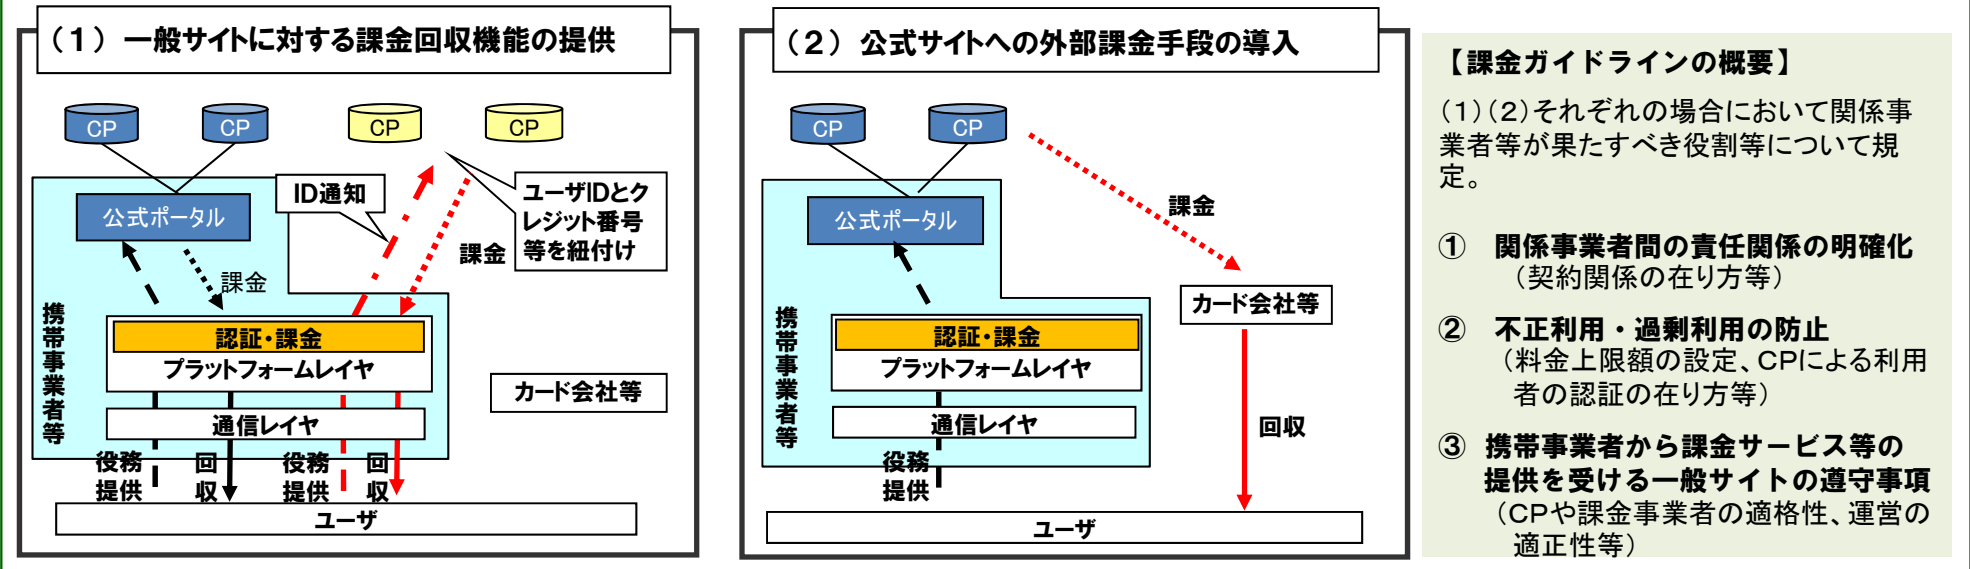 （１）一般サイトに対する課金回収機能の提供
CP
CP
CP
CP
ID通知
ユーザIDとク
レジット番号
等を紐付け
公式ポータル
課金
課金
携帯事業者等
認証・課金
プラットフォームレイヤ
カード会社等
通信レイヤ
役務
提供
回
収
役務
提供
回
収
ユーザ
（２）公式サイトへの外部課金手段の導入
CP
CP
公式ポータル
課金
携帯事業者等
カード会社等
認証・課金
プラットフォームレイヤ
通信レイヤ
回収
役務
提供
ユーザ
【課金ガイドラインの概要】
（１）（２）それぞれの場合において関係事
業者等が果たすべき役割等について規
定。
①　関係事業者間の責任関係の明確化
（契約関係の在り方等）
②　不正利用・過剰利用の防止
（料金上限額の設定、CPによる利用
者の認証の在り方等）
③　携帯事業者から課金サービス等の
提供を受ける一般サイトの遵守事項
（CPや課金事業者の適格性、運営の
適正性等）